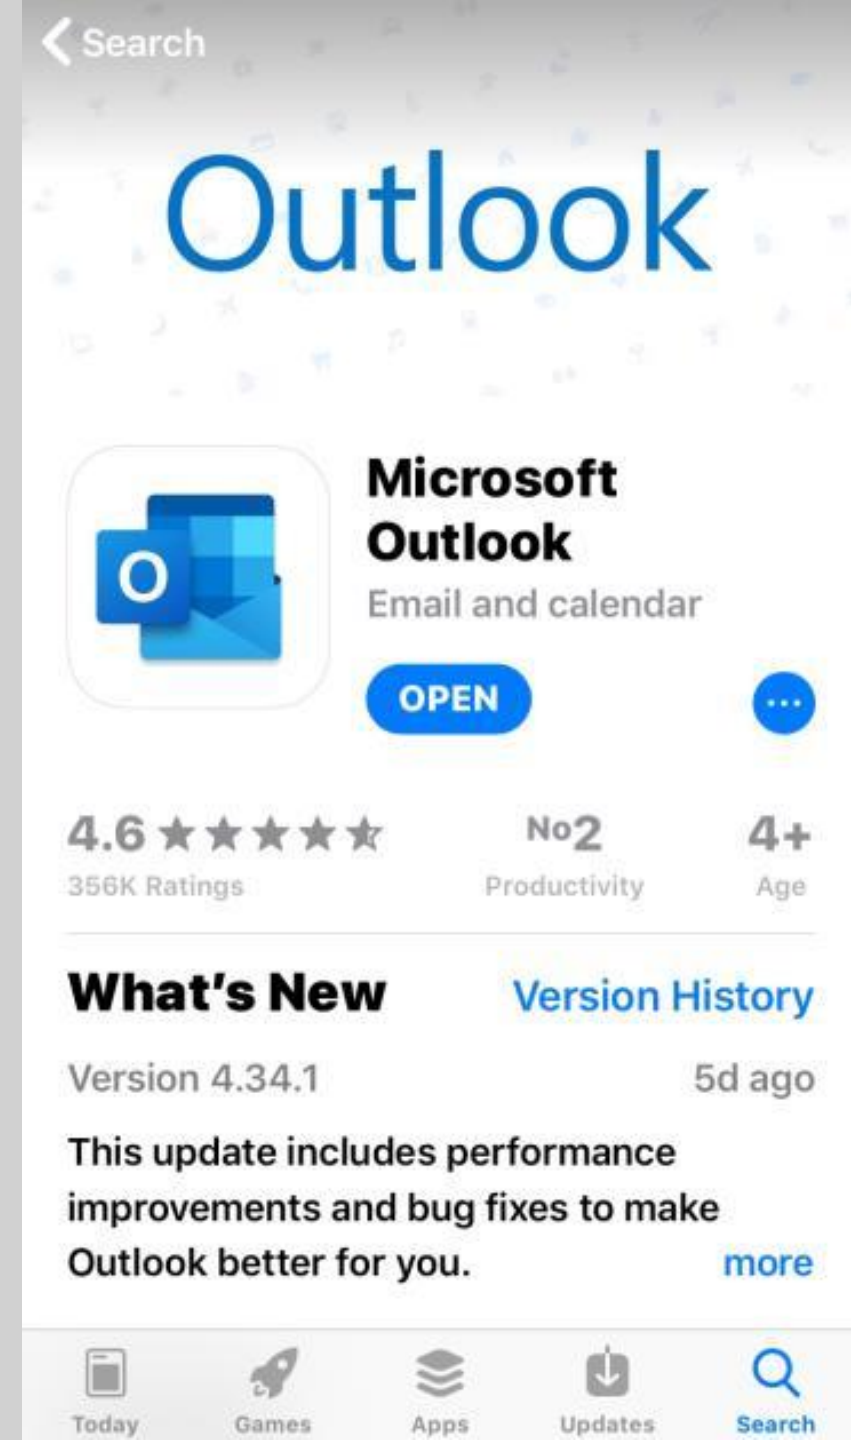 Search
Outlook
Microsoft
Outlook
Email and calendar
O
OPEN
4.6
No2
4+
356K Ratings
Productivity
Age
What's New
Version History
Version 4.34.1
5d ago
This update includes performance
improvements and bug fixes to make
Outlook better for you.
more
Today
Games
Apps
Updates
Search